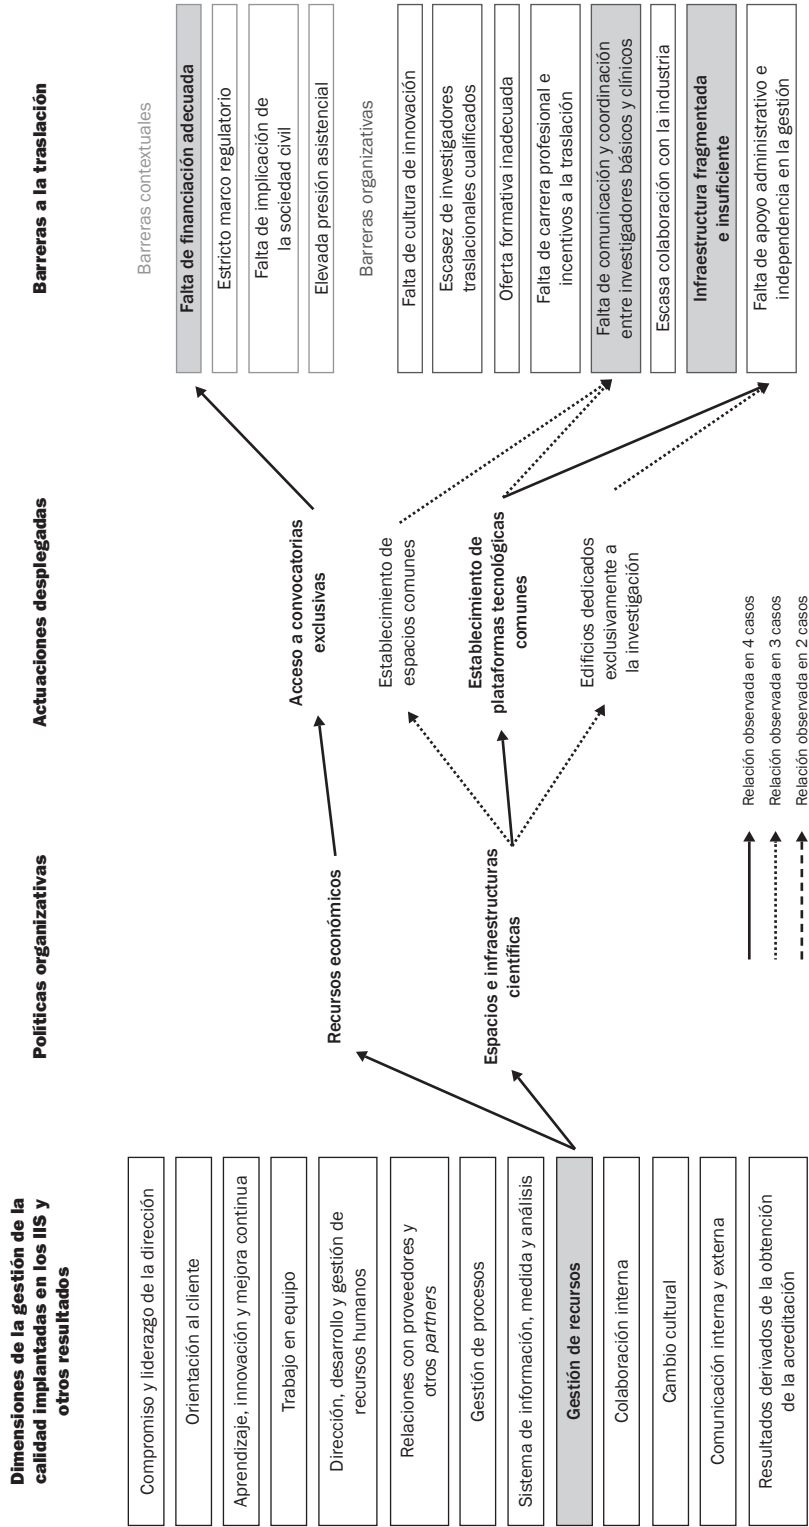 Dimensiones de la gestión de la
calidad implantadas en los IIS y
otros resultados
Compromiso y liderazgo de la dirección
Orientación al cliente
Aprendizaje, innovación y mejora continua
Trabajo en equipo
Dirección, desarrollo y gestión de
recursos humanos
Relaciones con proveedores y
otros partners
Gestión de procesos
Sistema de información, medida y análisis
Gestión de recursos
Colaboración interna
Cambio cultural
Comunicación interna y externa
Resultados derivados de la obtención
de la acreditación
Políticas organizativas
Recursos económicos
Espacios e infraestructuras
científicas
Actuaciones desplegadas
Acceso a convocatorias
exclusivas
Establecimiento de
espacios comunes
Establecimiento de
plataformas tecnológicas
comunes
Edificios dedicados
exclusivamente a
la investigación
Barreras a la traslación
Barreras contextuales
Falta de financiación adecuada
Estricto marco regulatorio
Falta de implicación de
la sociedad civil
Elevada presión asistencial
Barreras organizativas
Falta de cultura de innovación
Escasez de investigadores
traslacionales cualificados
Oferta formativa inadecuada
Falta de carrera profesional e
incentivos a la traslación
Falta de comunicación y coordinación
entre investigadores básicos y clínicos
Escasa colaboración con la industria
Infraestructura fragmentada
e insuficiente
Falta de apoyo administrativo e
independencia en la gestión
Relación observada en 4 casos
Relación observada en 3 casos
Relación observada en 2 casos